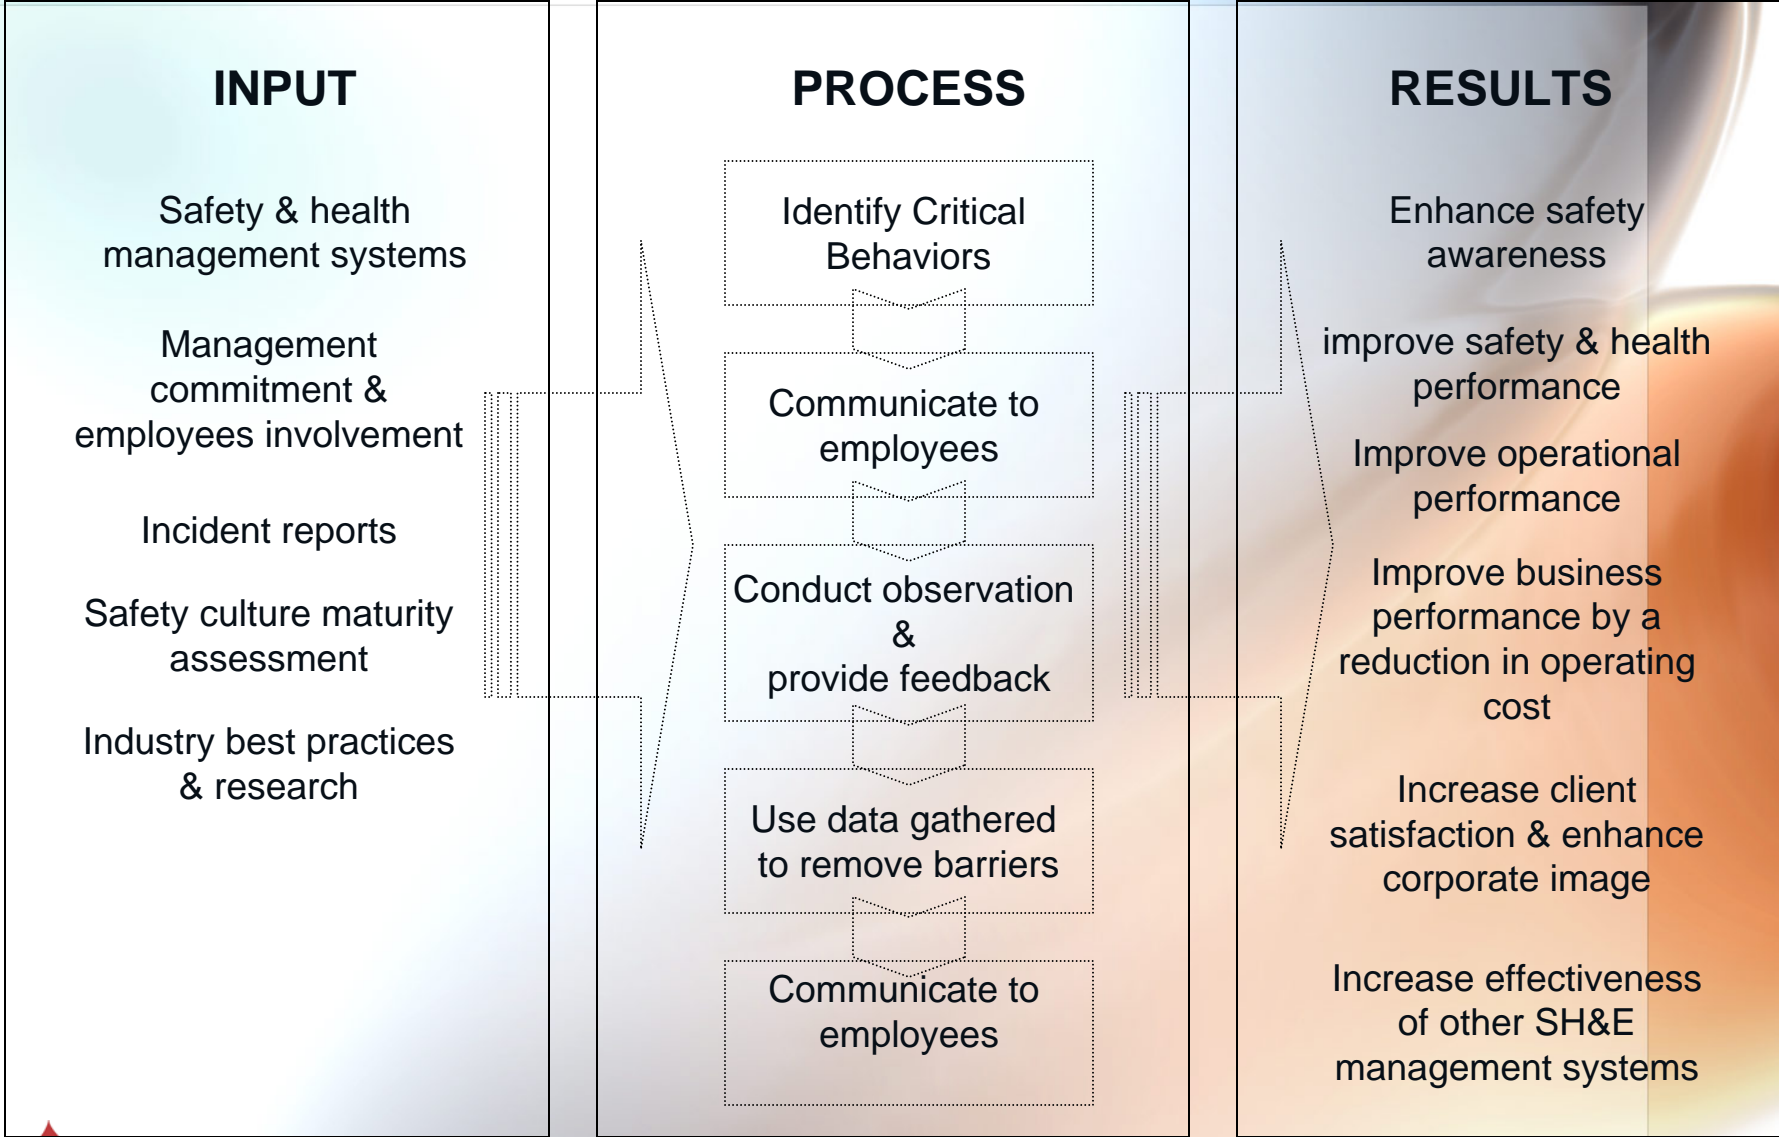 INPUT
Safety & health
management systems
Management
commitment &
employees involvement
Incident reports
Safety culture maturity
assessment
Industry best practices
& research
PROCESS
Identify Critical
Behaviors
Communicate to
employees
Conduct observation
&
provide feedback
Use data gathered
to remove barriers
Communicate to
employees
RESULTS
Enhance safety
awareness
improve safety & health
performance
Improve operational
performance
Improve business
performance by a
reduction in operating
cost
Increase client
satisfaction & enhance
corporate image
Increase effectiveness
of other SH&E
management systems